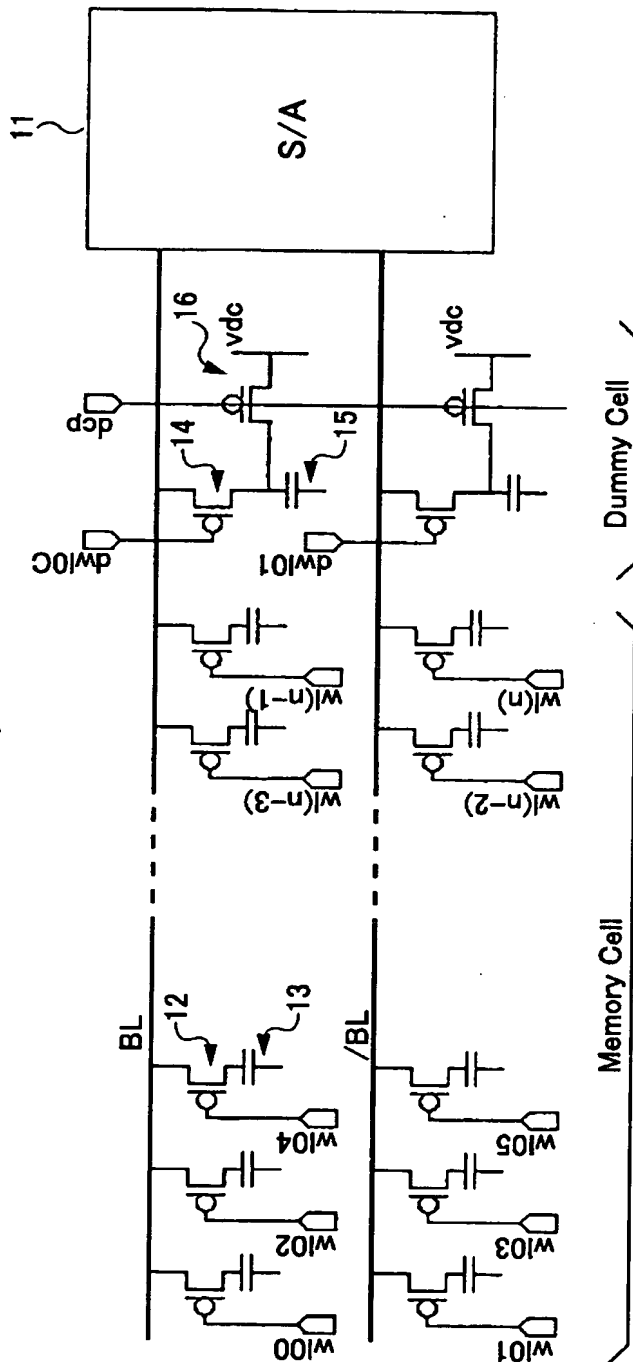 11
S/A
16
vdc
dcp
14
15
dwl0C
BL
wl(n-1)
wl(n-3)
12
13
wl04
wl02
wl00
vdc
dwl01
/BL
wl(n)
wl(n-2)
wl05
wl03
wl01
Memory Cell
Dummy Cell